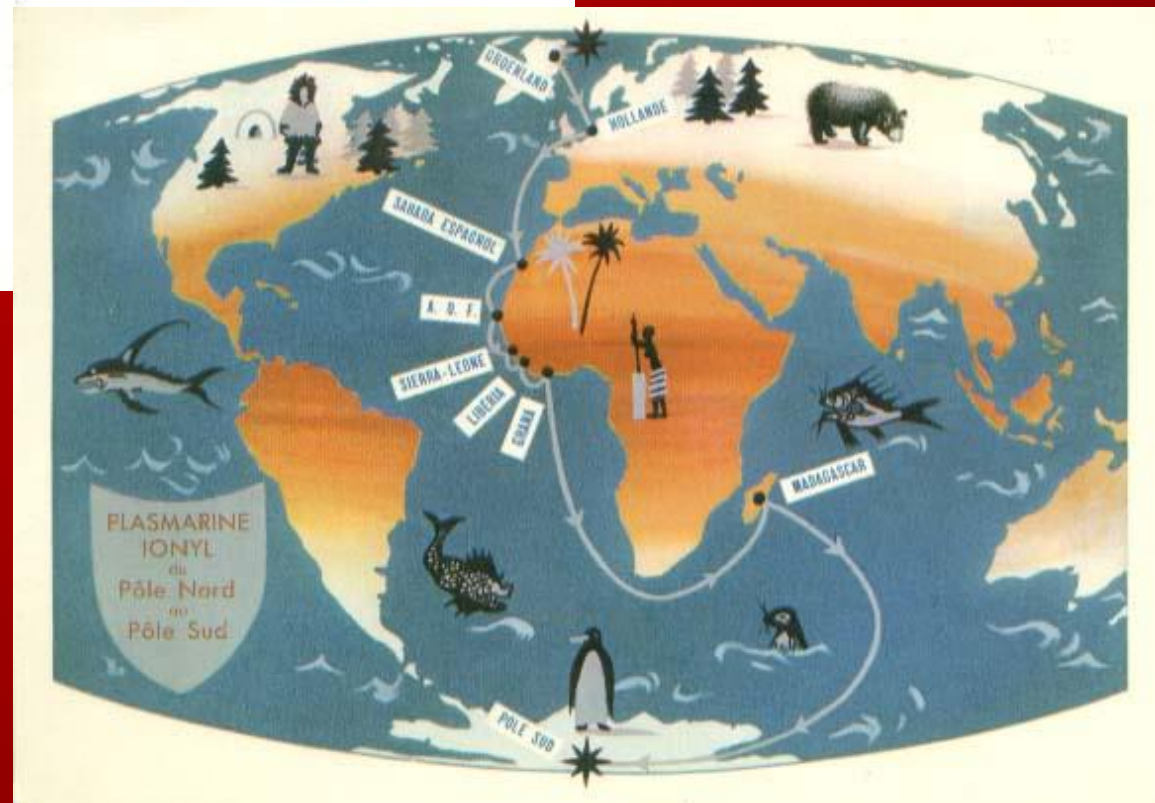 GROENLAND
HOLLANDE
SAHARA ESPAGNOL
A. O. F.
SIERRA-LEONE
LIBERIA
GHANA
MADAGASCAR
PLASMARINE
IONYL
du
Pôle Nord
au
Pôle Sud
POLE SUD